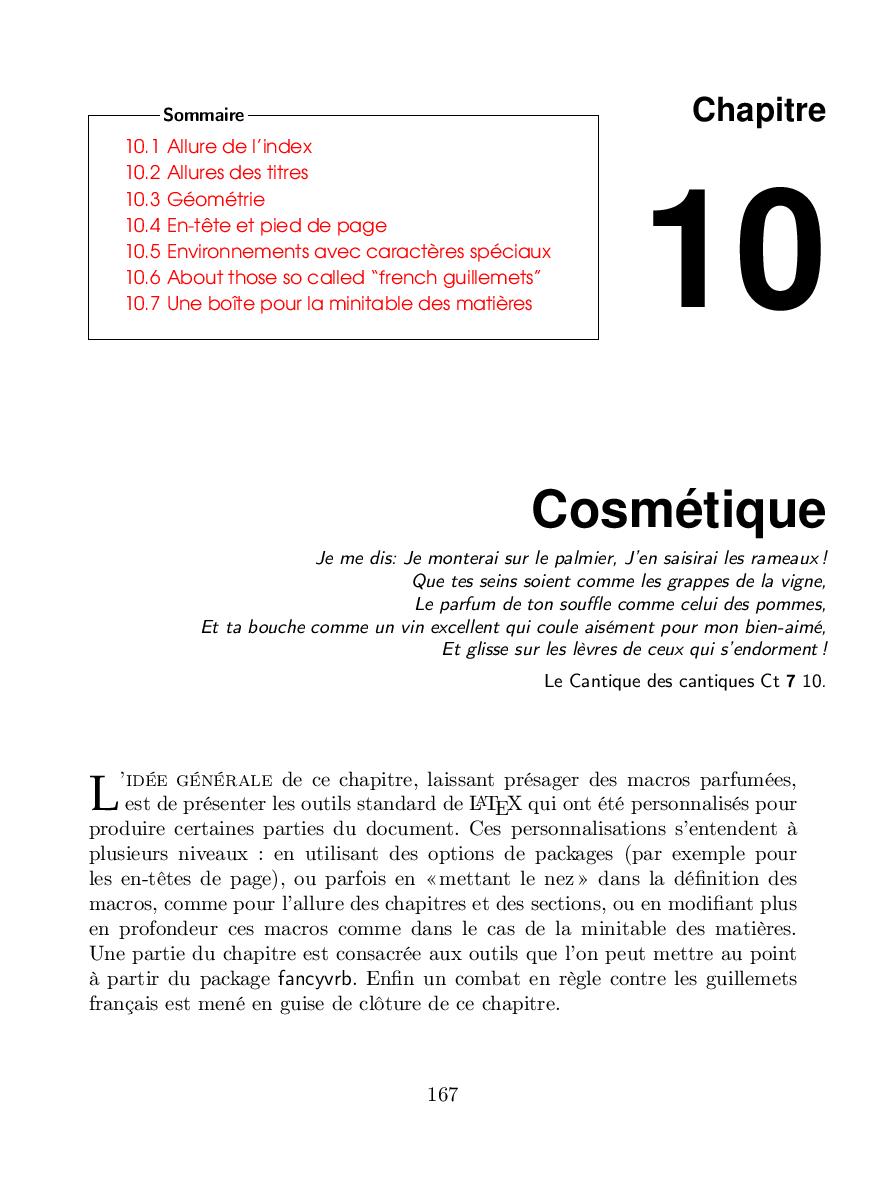 Sommaire
10.1 Allure de l'index
10.2 Allures des titres
10.3 Géométrie
10.4 En-tête et pied de page
10.5 Environnements avec caractères spéciaux
10.6 About those so called “french guillemets”
10.7 Une boîte pour la minitable des matières
Chapitre
10
Cosmétique
Je me dis: Je monterai sur le palmier, J'en saisirai les rameaux !
Que tes seins soient comme les grappes de la vigne,
Le parfum de ton souffle comme celui des pommes,
Et ta bouche comme un vin excellent qui coule aisément pour mon bien-aimé,
Et glisse sur les lèvres de ceux qui s'endorment !
Le Cantique des cantiques Ct 7 10.
L'IDÉE GÉNÉRALE de ce chapitre, laissant présager des macros parfumées,
est de présenter les outils standard de LATEX qui ont été personnalisés pour
produire certaines parties du document. Ces personnalisations s'entendent à
plusieurs niveaux : en utilisant des options de packages (par exemple pour
les en-têtes de page), ou parfois en « mettant le nez » dans la définition des
macros, comme pour l'allure des chapitres et des sections, ou en modifiant plus
en profondeur ces macros comme dans le cas de la minitable des matières.
Une partie du chapitre est consacrée aux outils que l'on peut mettre au point
à partir du package fancyvrb. Enfin un combat en règle contre les guillemets
français est mené en guise de clôture de ce chapitre.
167